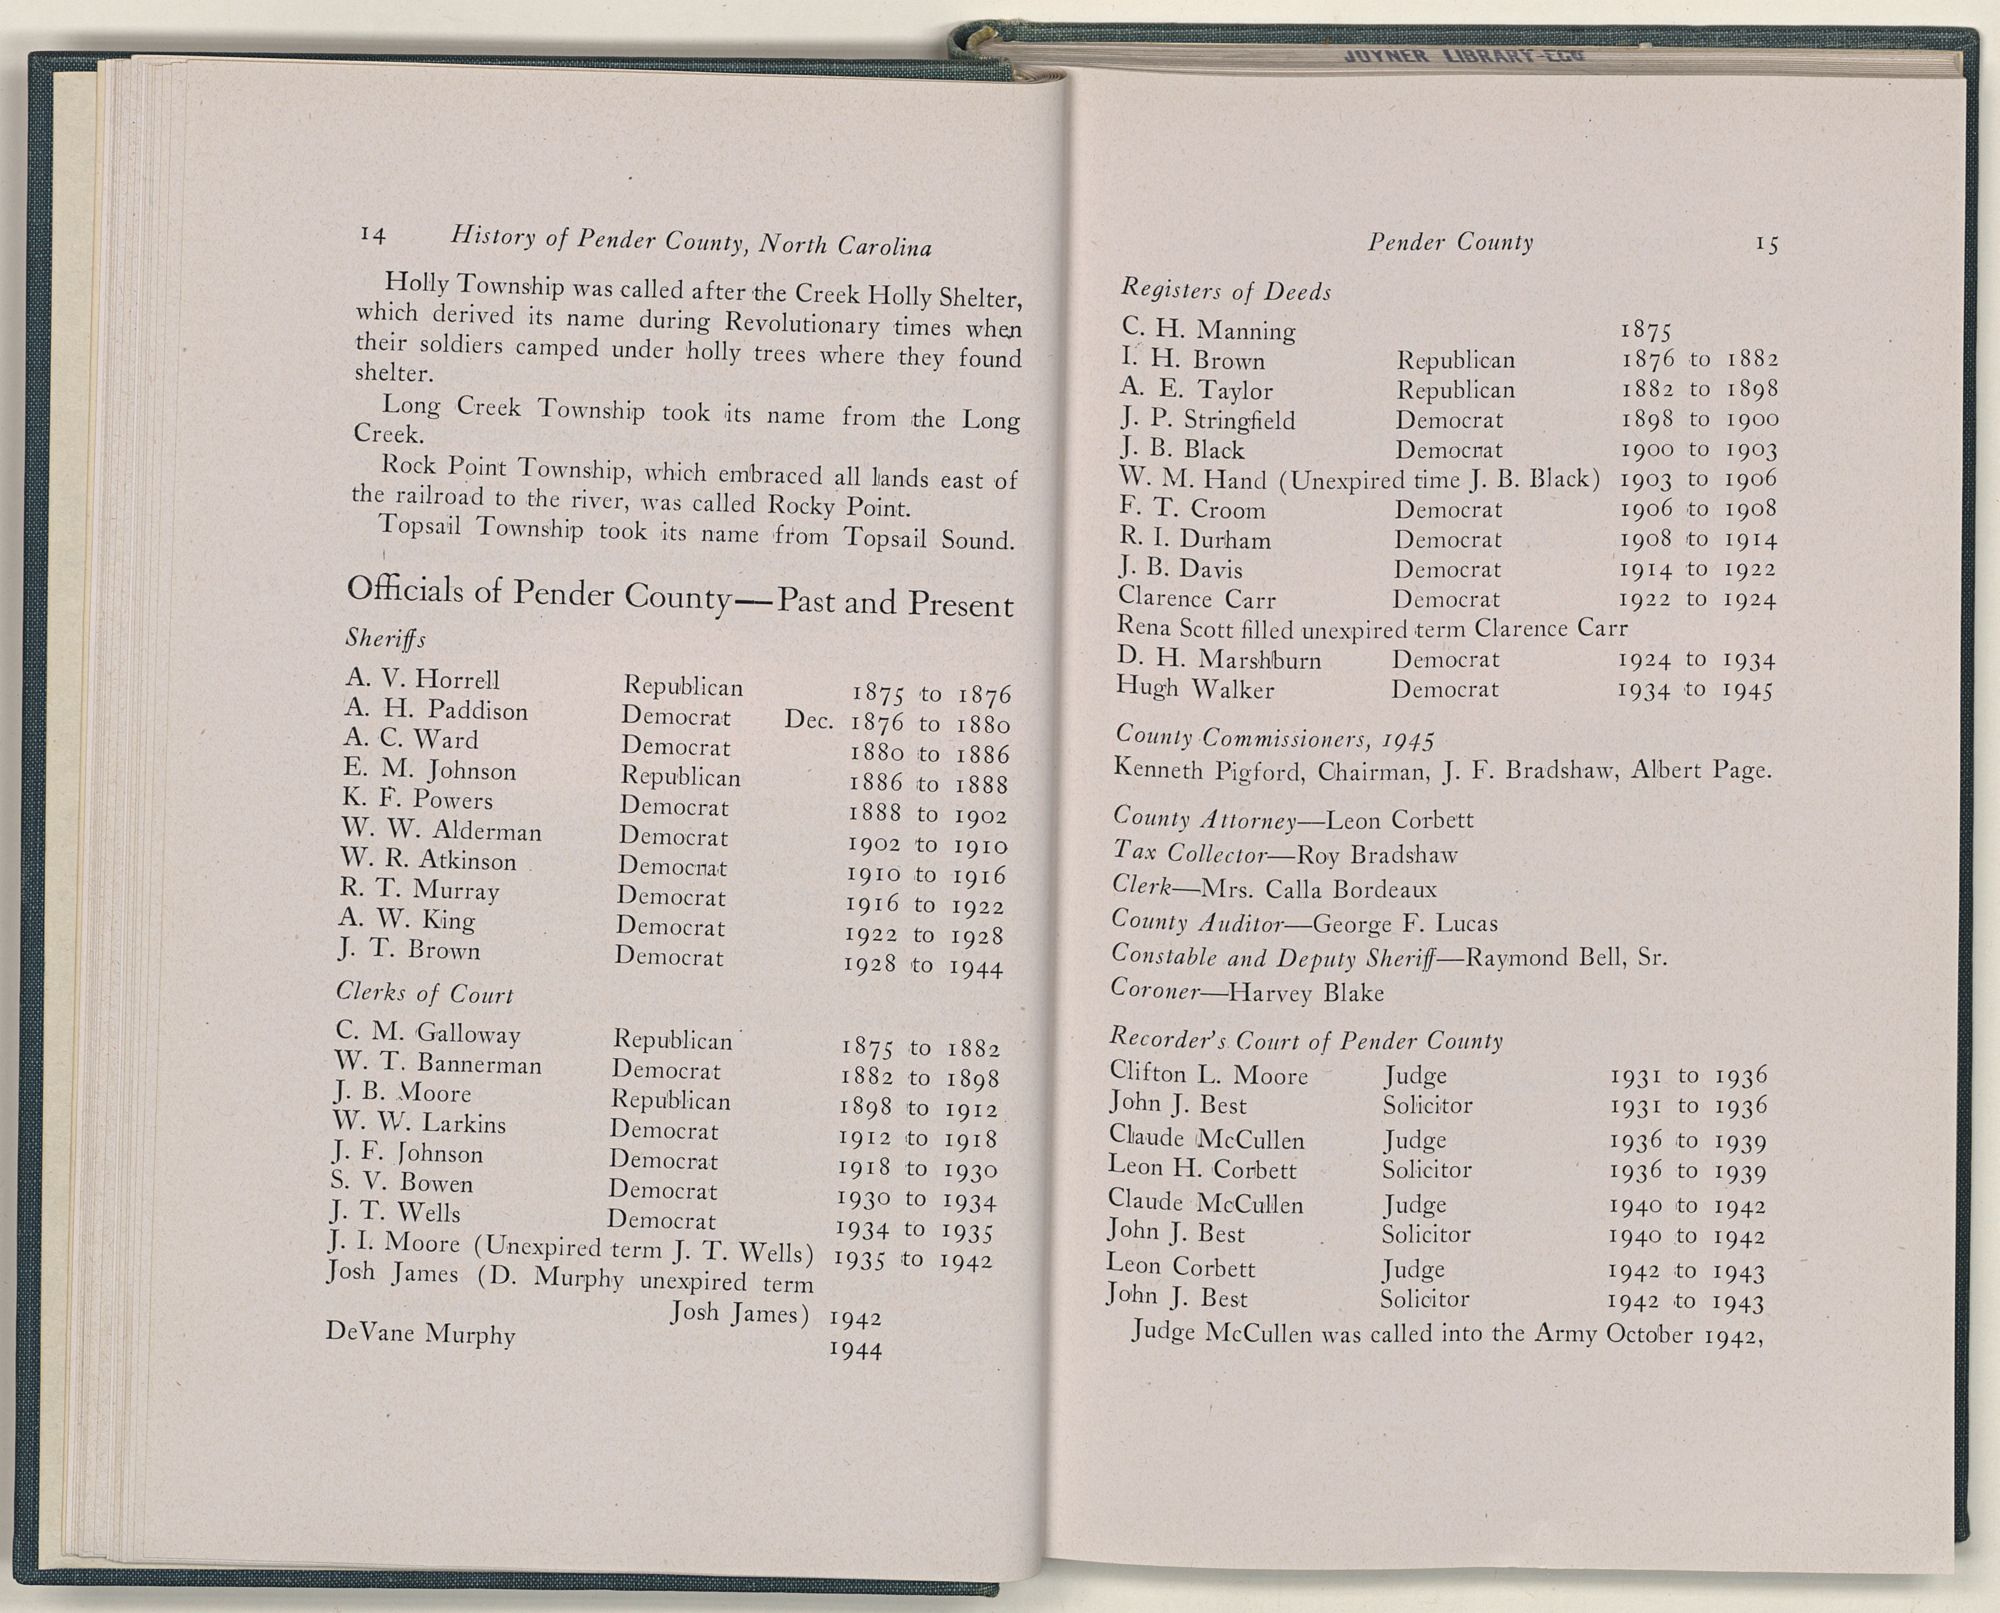 JOYNER LIBRARY-ECU
14 History of Pender County, North Carolina
Holly Township was called after the Creek Holly Shelter,
which derived its name during Revolutionary times when
their soldiers camped under holly trees where they found
shelter.
Long Creek Township took its name from the Long
Creek.
Rock Point Township, which embraced all lands east of
the railroad to the river, was called Rocky Point.
Topsail Township took its name from Topsail Sound.
Officials of Pender County—Past and Present
Sheriffs
A. V. Horrell Republican 1875 to 1876
A. H. Paddison Democrat Dec. 1876 to 1880
A. C. Ward Democrat 1880 to 1886
E. M. Johnson Republican 1886 to 1888
K. F. Powers Democrat 1888 to 1902
W. W. Alderman Democrat 1902 to 1910
W. R. Atkinson Democrat 1910 to 1916
R. T. Murray Democrat 1916 to 1922
A. W. King Democrat 1922 to 1928
J. T. Brown Democrat 1928 to 1944
Clerks of Court
C. M. Galloway Republican 1875 to 1882
W. T. Bannerman Democrat 1882 to 1898
J. B. Moore Republican 1898 to 1912
W. W. Larkins Democrat 1912 to 1918
J. F. Johnson Democrat 1918 to 1930
S. V. Bowen Democrat 1930 to 1934
J. T. Wells Democrat 1934 to 1935
J. I. Moore (Unexpired term J. T. Wells) 1935 to 1942
Josh James (D. Murphy unexpired term
Josh James) 1942
DeVane Murphy 1944
Pender County 15
Registers of Deeds
C. H. Manning 1875
I. H. Brown Republican 1876 to 1882
A. E. Taylor Republican 1882 to 1898
J. P. Stringfield Democrat 1898 to 1900
J. B. Black Democrat 1900 to 1903
W. M. Hand (Unexpired time J. B. Black) 1903 to 1906
F. T. Croom Democrat 1906 to 1908
R. I. Durham Democrat 1908 to 1914
J. B. Davis Democrat 1914 to 1922
Clarence Carr Democrat 1922 to 1924
Rena Scott filled unexpired term Clarence Carr
D. H. Marshburn Democrat 1924 to 1934
Hugh Walker Democrat 1934 to 1945
County Commissioners, 1945
Kenneth Pigford, Chairman, J. F. Bradshaw, Albert Page.
County Attorney—Leon Corbett
Tax Collector—Roy Bradshaw
Clerk—Mrs. Calla Bordeaux
County Auditor—George F. Lucas
Constable and Deputy Sheriff—Raymond Bell, Sr.
Coroner—Harvey Blake
Recorder's Court of Pender County
Clifton L. Moore Judge 1931 to 1936
John J. Best Solicitor 1931 to 1936
Claude McCullen Judge 1936 to 1939
Leon H. Corbett Solicitor 1936 to 1939
Claude McCullen Judge 1940 to 1942
John J. Best Solicitor 1940 to 1942
Leon Corbett Judge 1942 to 1943
John J. Best Solicitor 1942 to 1943
Judge McCullen was called into the Army October 1942,